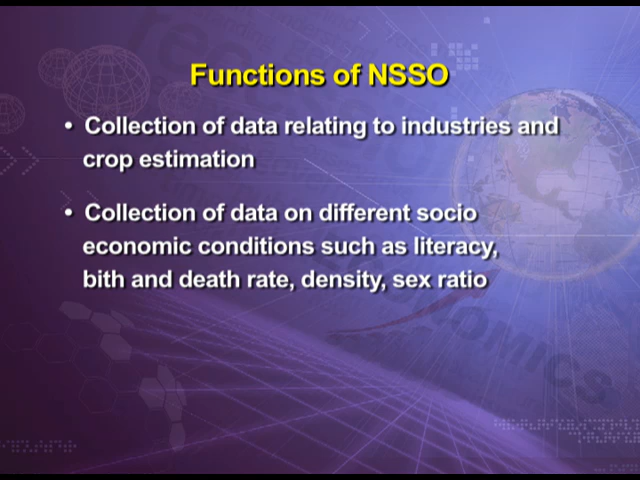 Functions of NSSO
• Collection of data relating to industries and
crop estimation
• Collection of data on different socio
economic conditions such as literacy,
bith and death rate, density, sex ratio